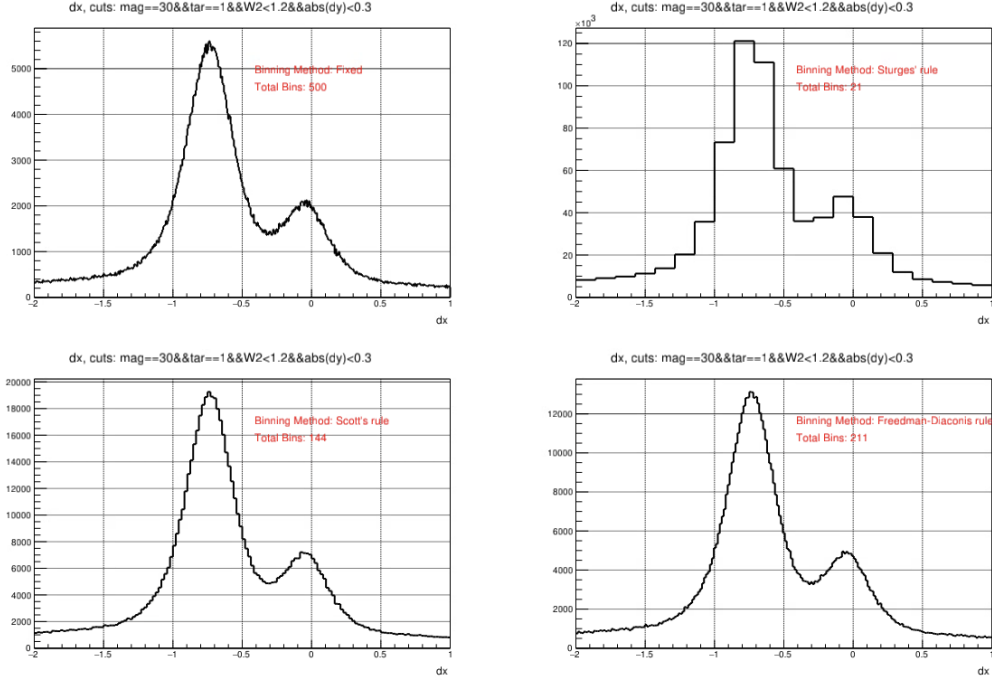 dx, cuts: mag==30&&tar==1&&W2<1.2&&abs(dy)<0.3
5000
4000
3000
2000
1000
0
Binning Method: Fixed
Total Bins: 500
−2 −1.5 −1 −0.5 0 0.5 1
dx
dx, cuts: mag==30&&tar==1&&W2<1.2&&abs(dy)<0.3
×10³
120
100
80
60
40
20
0
Binning Method: Sturges' rule
Total Bins: 21
−2 −1.5 −1 −0.5 0 0.5 1
dx
dx, cuts: mag==30&&tar==1&&W2<1.2&&abs(dy)<0.3
20000
18000
16000
14000
12000
10000
8000
6000
4000
2000
0
Binning Method: Scott's rule
Total Bins: 144
−2 −1.5 −1 −0.5 0 0.5 1
dx
dx, cuts: mag==30&&tar==1&&W2<1.2&&abs(dy)<0.3
12000
10000
8000
6000
4000
2000
0
Binning Method: Freedman-Diaconis rule
Total Bins: 211
−2 −1.5 −1 −0.5 0 0.5 1
dx